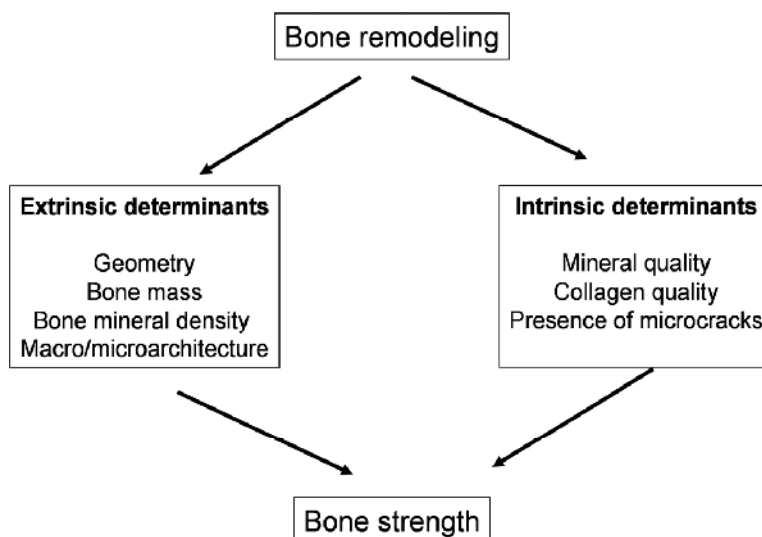 Bone remodeling
Extrinsic determinants
Geometry
Bone mass
Bone mineral density
Macro/microarchitecture
Intrinsic determinants
Mineral quality
Collagen quality
Presence of microcracks
Bone strength